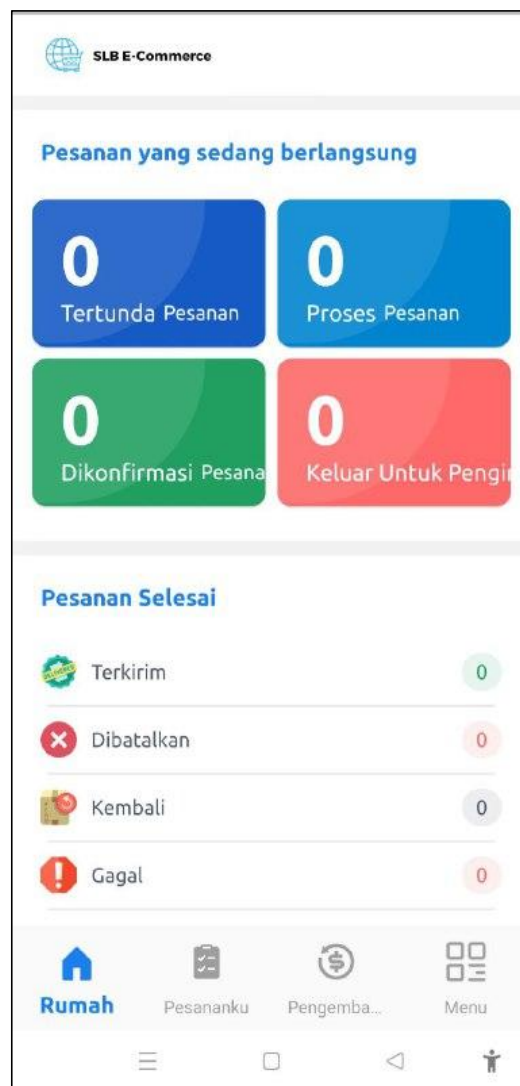 SLB E-Commerce
Pesanan yang sedang berlangsung
0
Tertunda Pesanan
0
Proses Pesanan
0
Dikonfirmasi Pesana
0
Keluar Untuk Pengir
Pesanan Selesai
Terkirim 0
Dibatalkan 0
Kembali 0
Gagal 0
Rumah Pesananku Pengemba... Menu